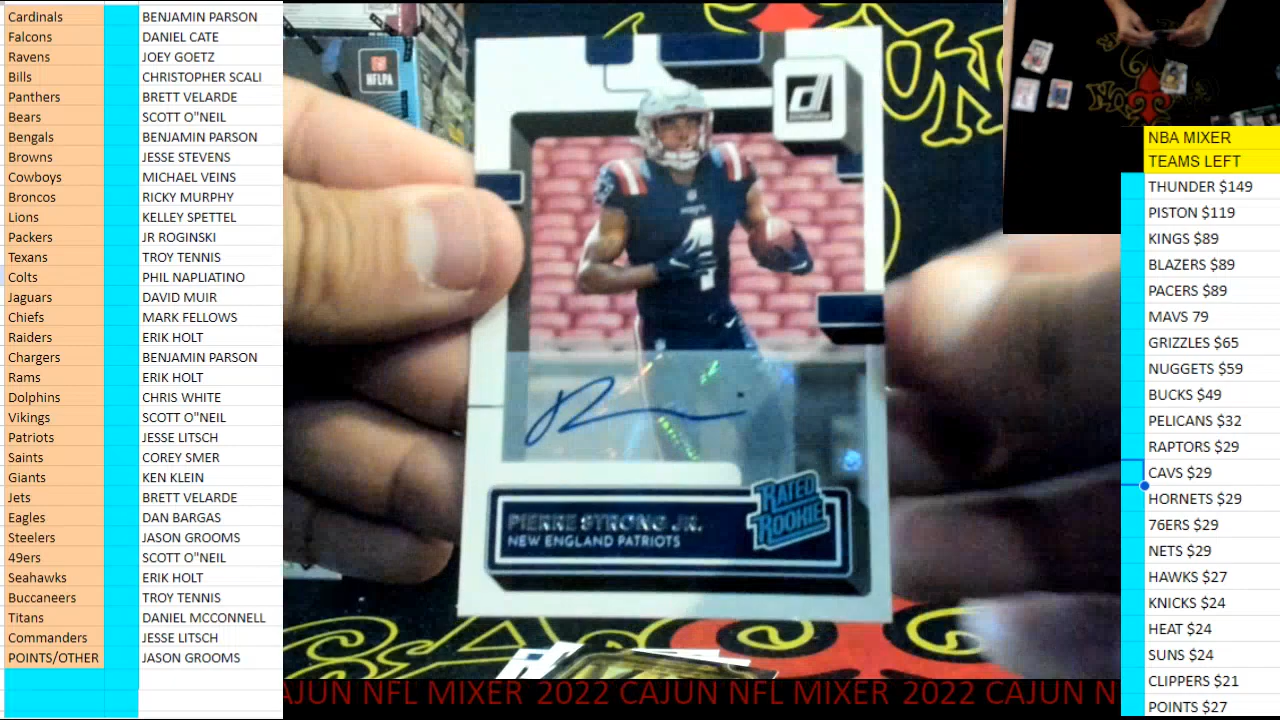 Cardinals BENJAMIN PARSON
Falcons DANIEL CATE
Ravens JOEY GOETZ
Bills CHRISTOPHER SCALI
Panthers BRETT VELARDE
Bears SCOTT O"NEIL
Bengals BENJAMIN PARSON
Browns JESSE STEVENS
Cowboys MICHAEL VEINS
Broncos RICKY MURPHY
Lions KELLEY SPETTEL
Packers JR ROGINSKI
Texans TROY TENNIS
Colts PHIL NAPLIATINO
Jaguars DAVID MUIR
Chiefs MARK FELLOWS
Raiders ERIK HOLT
Chargers BENJAMIN PARSON
Rams ERIK HOLT
Dolphins CHRIS WHITE
Vikings SCOTT O"NEIL
Patriots JESSE LITSCH
Saints COREY SMER
Giants KEN KLEIN
Jets BRETT VELARDE
Eagles DAN BARGAS
Steelers JASON GROOMS
49ers SCOTT O"NEIL
Seahawks ERIK HOLT
Buccaneers TROY TENNIS
Titans DANIEL MCCONNELL
Commanders JESSE LITSCH
POINTS/OTHER JASON GROOMS
NFLPA
d
4
RATED
ROOKIE
PIERRE STRONG JR.
NEW ENGLAND PATRIOTS
AJUN NFL MIXER 2022 CAJUN NFL MIXER 2022 CAJUN N
NBA MIXER
TEAMS LEFT
THUNDER $149
PISTON $119
KINGS $89
BLAZERS $89
PACERS $89
MAVS 79
GRIZZLES $65
NUGGETS $59
BUCKS $49
PELICANS $32
RAPTORS $29
CAVS $29
HORNETS $29
76ERS $29
NETS $29
HAWKS $27
KNICKS $24
HEAT $24
SUNS $24
CLIPPERS $21
POINTS $27